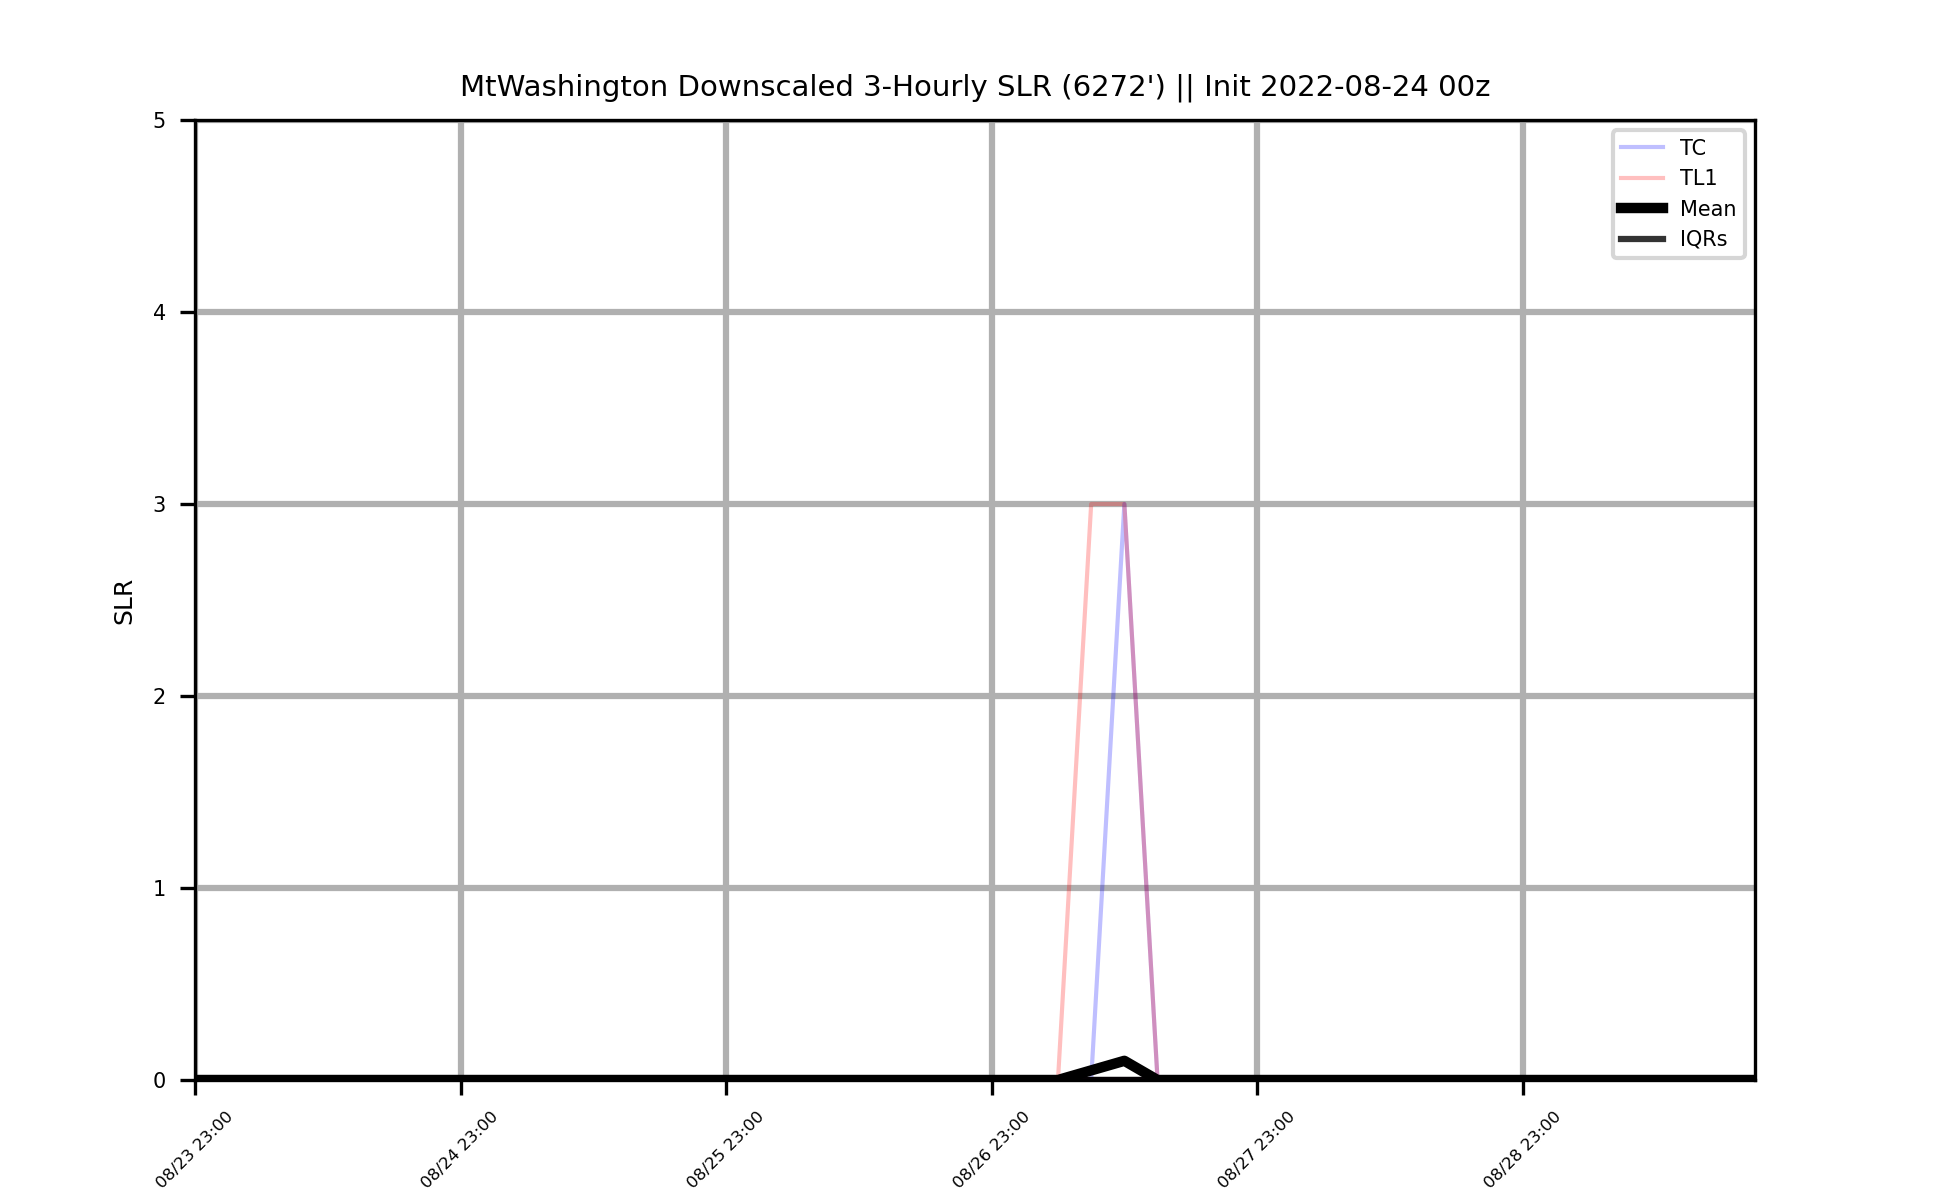 MtWashington Downscaled 3-Hourly SLR (6272') || Init 2022-08-24 00z
5
4
3
2
1
0
SLR
TC
TL1
Mean
IQRs
08/23 23:00
08/24 23:00
08/25 23:00
08/26 23:00
08/27 23:00
08/28 23:00